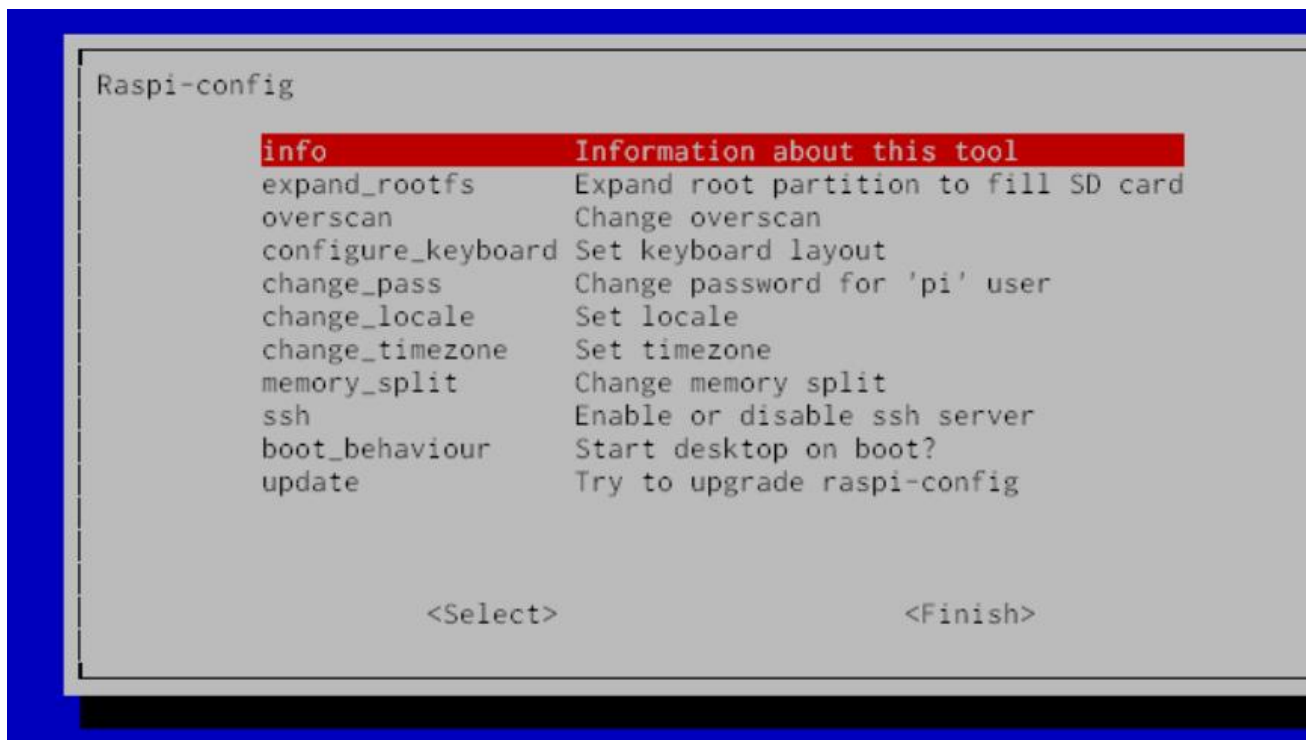 Raspi-config
info Information about this tool
expand_rootfs Expand root partition to fill SD card
overscan Change overscan
configure_keyboard Set keyboard layout
change_pass Change password for 'pi' user
change_locale Set locale
change_timezone Set timezone
memory_split Change memory split
ssh Enable or disable ssh server
boot_behaviour Start desktop on boot?
update Try to upgrade raspi-config
<Select> <Finish>